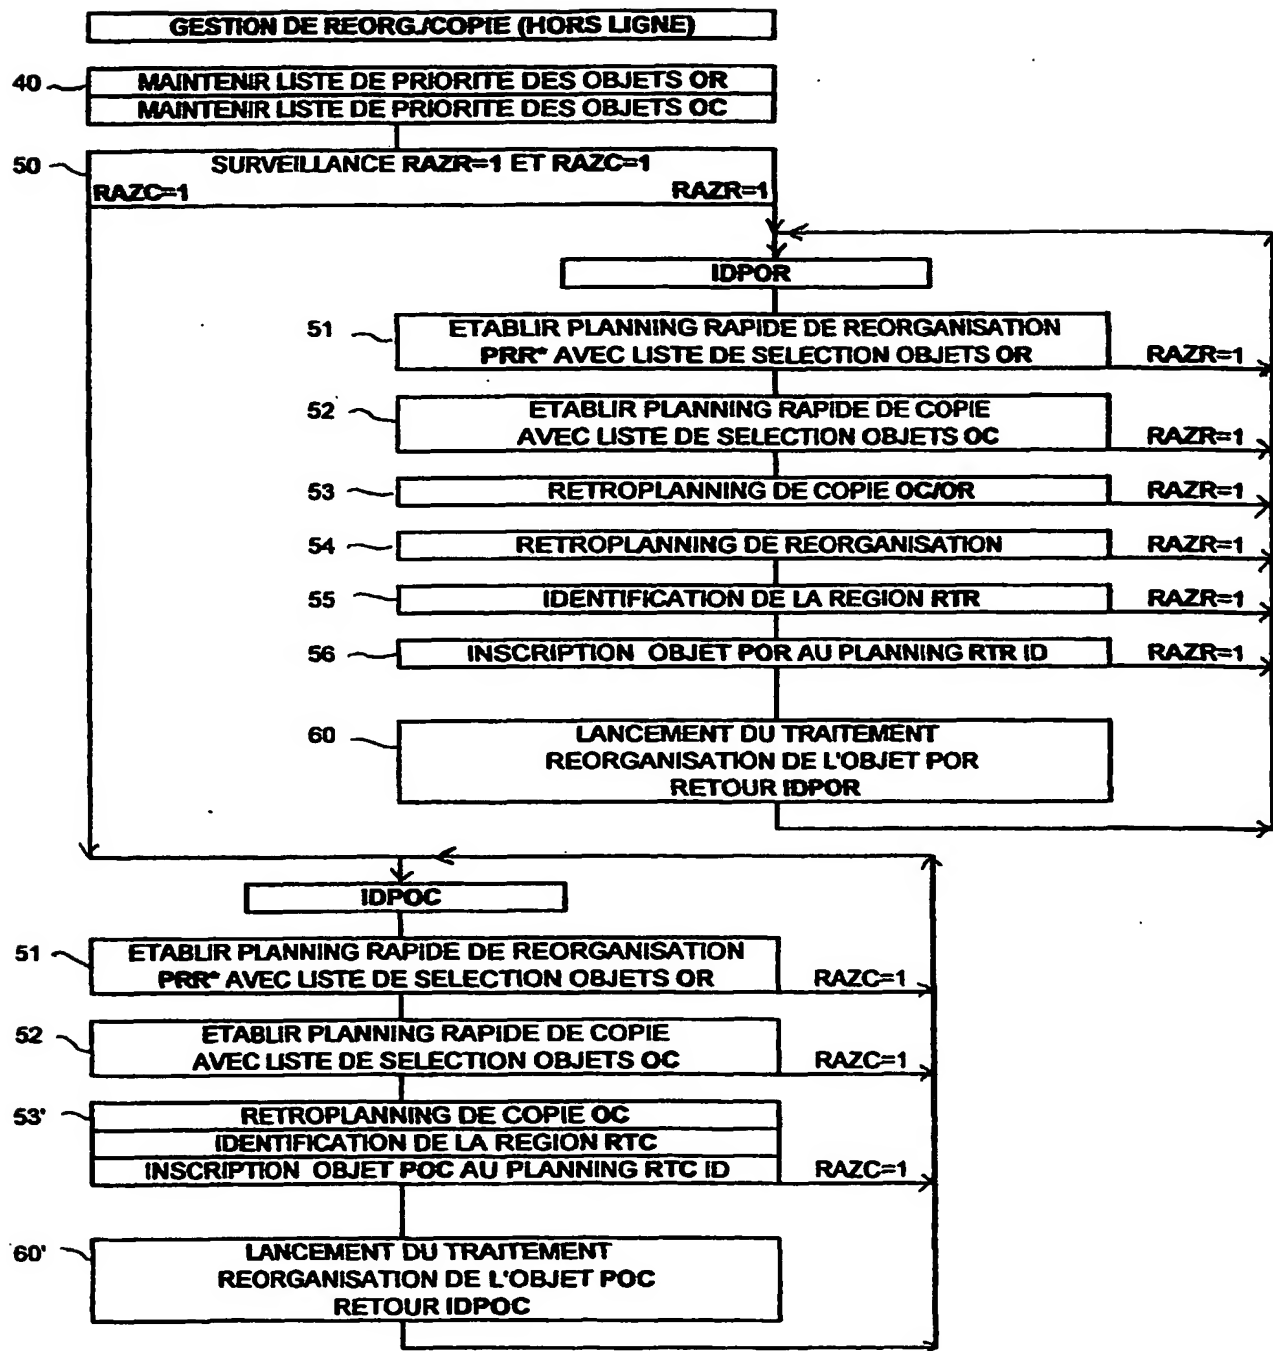 GESTION DE REORG./COPIE (HORS LIGNE)
40
MAINTENIR LISTE DE PRIORITE DES OBJETS OR
MAINTENIR LISTE DE PRIORITE DES OBJETS OC
50
SURVEILLANCE RAZR=1 ET RAZC=1
RAZC=1 RAZR=1
IDPOR
51
ETABLIR PLANNING RAPIDE DE REORGANISATION
PRR* AVEC LISTE DE SELECTION OBJETS OR RAZR=1
52
ETABLIR PLANNING RAPIDE DE COPIE
AVEC LISTE DE SELECTION OBJETS OC RAZR=1
53 RETROPLANNING DE COPIE OC/OR RAZR=1
54 RETROPLANNING DE REORGANISATION RAZR=1
55 IDENTIFICATION DE LA REGION RTR RAZR=1
56 INSCRIPTION OBJET POR AU PLANNING RTR ID RAZR=1
60 LANCEMENT DU TRAITEMENT
REORGANISATION DE L'OBJET POR
RETOUR IDPOR
IDPOC
51 ETABLIR PLANNING RAPIDE DE REORGANISATION
PRR* AVEC LISTE DE SELECTION OBJETS OR RAZC=1
52 ETABLIR PLANNING RAPIDE DE COPIE
AVEC LISTE DE SELECTION OBJETS OC RAZC=1
53' RETROPLANNING DE COPIE OC
IDENTIFICATION DE LA REGION RTC
INSCRIPTION OBJET POC AU PLANNING RTC ID RAZC=1
60' LANCEMENT DU TRAITEMENT
REORGANISATION DE L'OBJET POC
RETOUR IDPOC